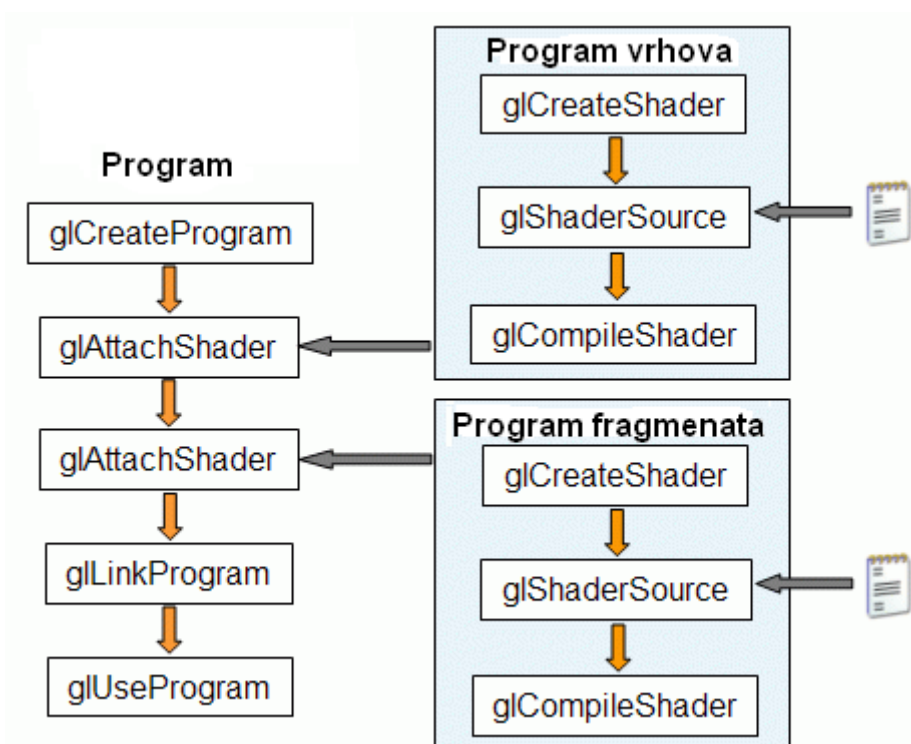 Program
glCreateProgram
glAttachShader
glAttachShader
glLinkProgram
glUseProgram
Program vrhova
glCreateShader
glShaderSource
glCompileShader
Program fragmenata
glCreateShader
glShaderSource
glCompileShader